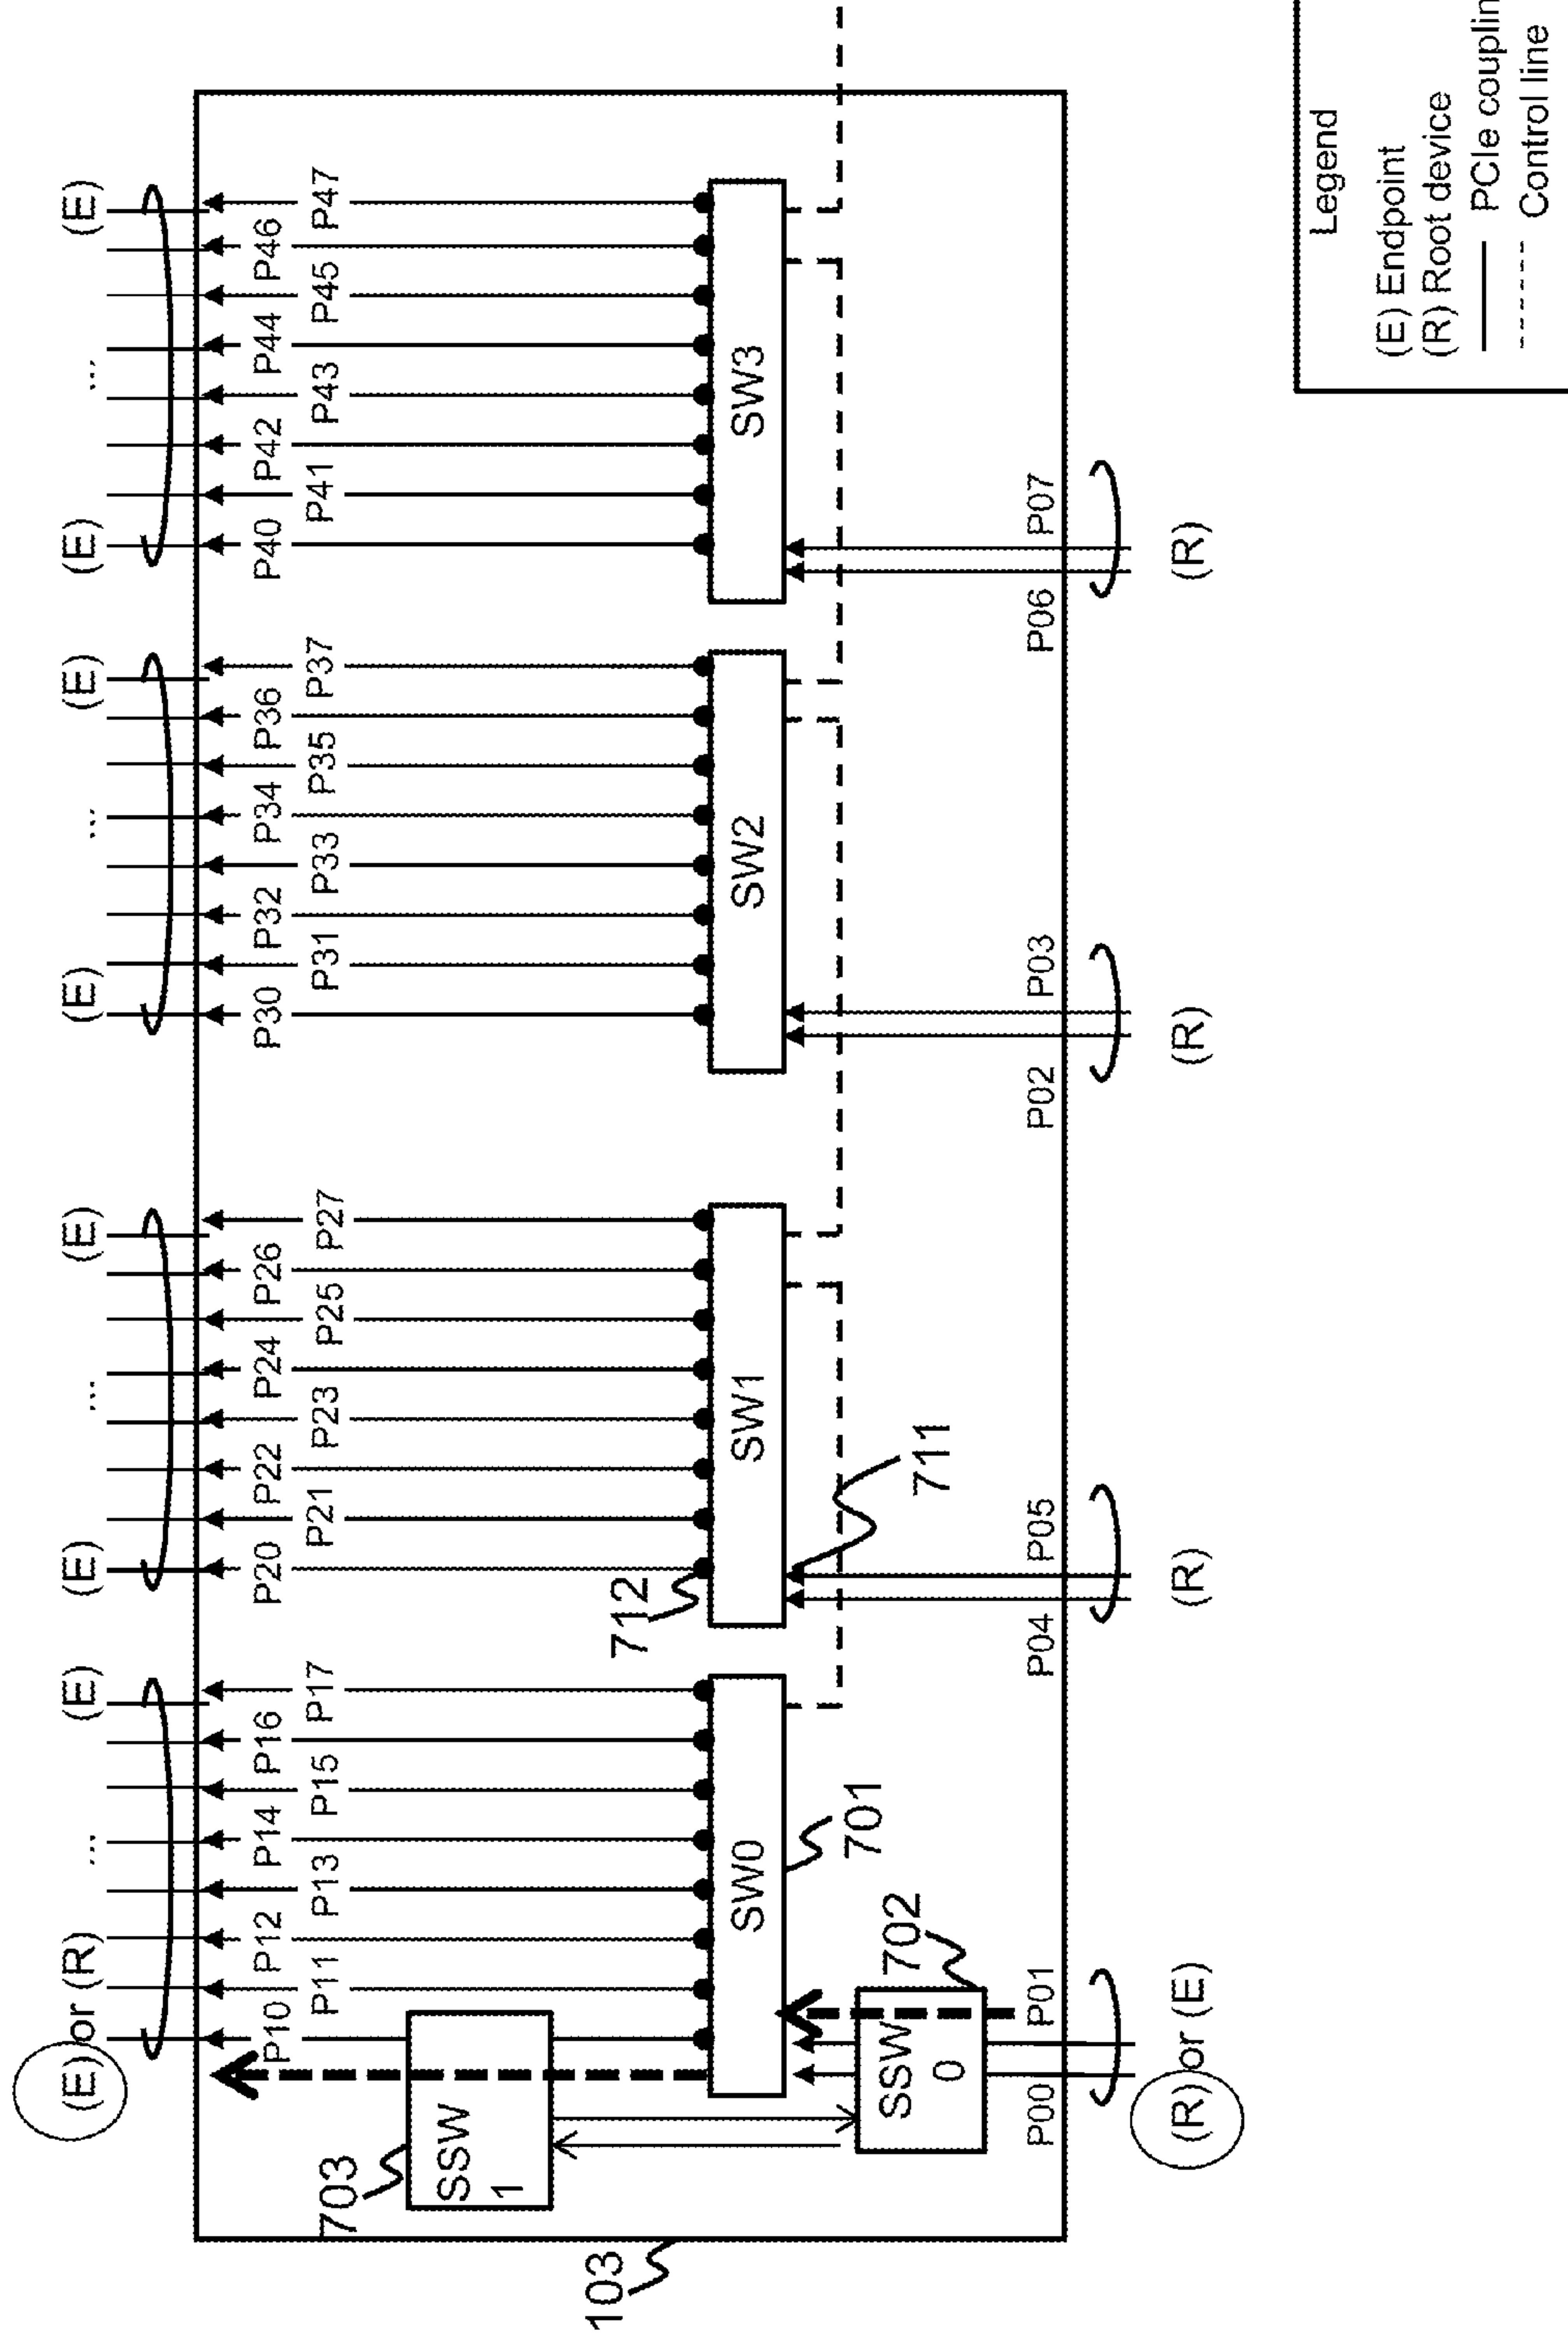 (E) or (R)
...
(E)
(E)
...
(E)
(E)
...
(E)
(E)
...
(E)
P10
P11
P12
P13
P14
P15
P16
P17
P20
P21
P22
P23
P24
P25
P26
P27
P30
P31
P32
P33
P34
P35
P36
P37
P40
P41
P42
P43
P44
P45
P46
P47
703
SSW
1
712
SW0
SW1
SW2
SW3
701
711
702
SSW
0
103
P00
P01
P04
P05
P02
P03
P06
P07
(R) or (E)
(R)
(R)
(R)
Legend
(E) Endpoint
(R) Root device
PCIe couplin
Control line